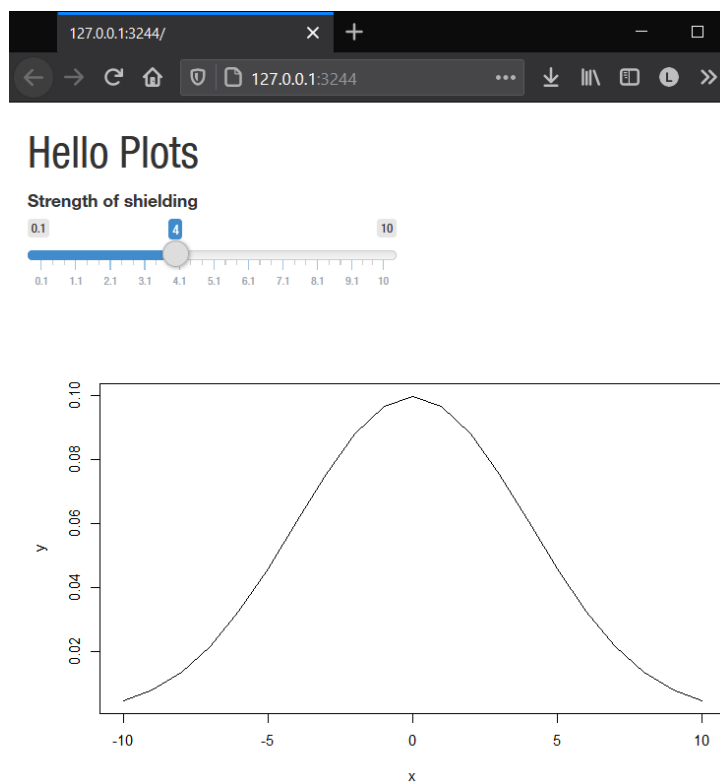 127.0.0.1:3244/
127.0.0.1:3244
L
Hello Plots
Strength of shielding
0.1 4 10
0.1 1.1 2.1 3.1 4.1 5.1 6.1 7.1 8.1 9.1 10
0.10
0.08
0.06
y
0.04
0.02
-10 -5 0 5 10
x